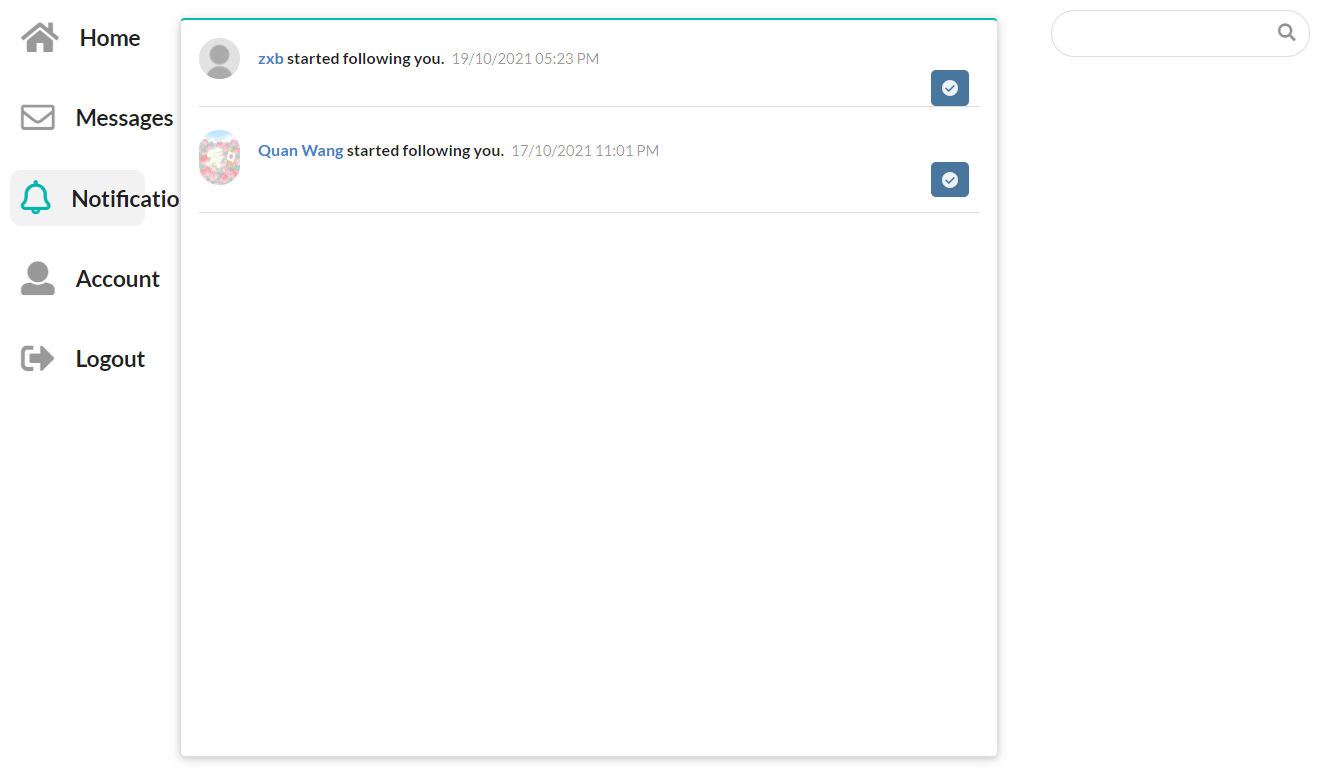 Home
Messages
Notificatio
Account
Logout
zxb started following you. 19/10/2021 05:23 PM
Quan Wang started following you. 17/10/2021 11:01 PM